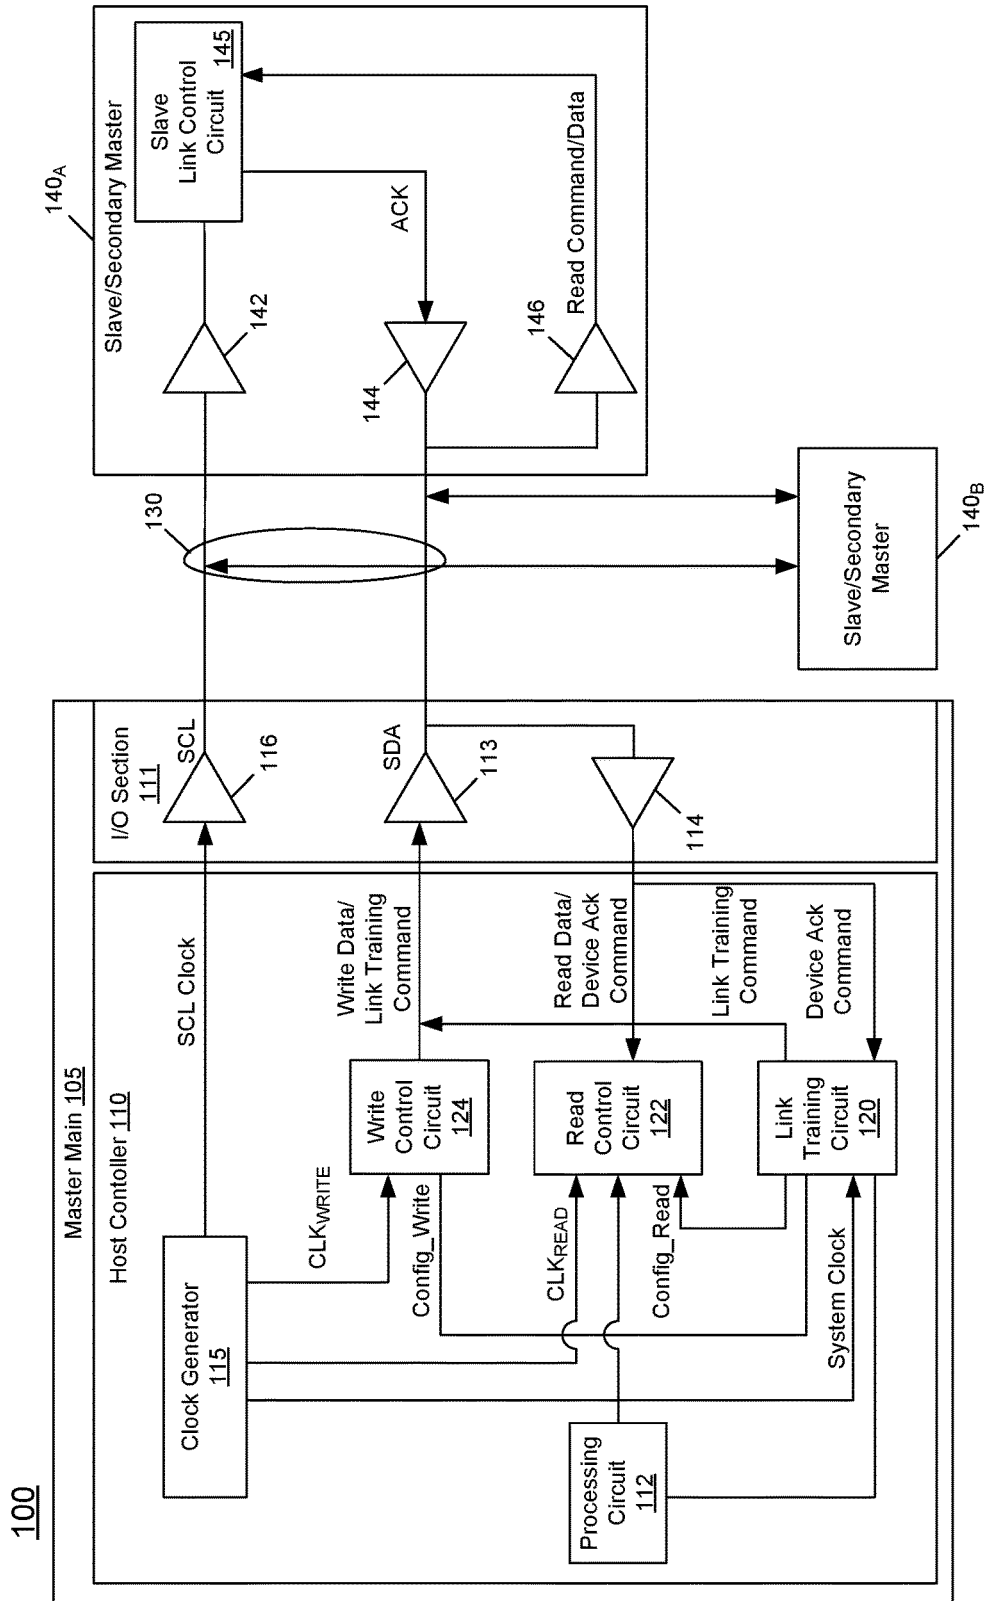 100
Master Main 105
Host Contoller 110
Clock Generator
115
SCL Clock
CLKWRITE
Config_Write
CLKREAD
Config_Read
System Clock
Processing
Circuit
112
Write
Control
Circuit
124
Read
Control
Circuit
122
Link
Training
Circuit
120
Write Data/
Link Training
Command
Read Data/
Device Ack
Command
Link Training
Command
Device Ack
Command
I/O Section
111
SCL
116
SDA
113
114
130
Slave/Secondary
Master
140B
140A
Slave/Secondary Master
142
Slave
Link Control
Circuit
145
144
ACK
146
Read Command/Data